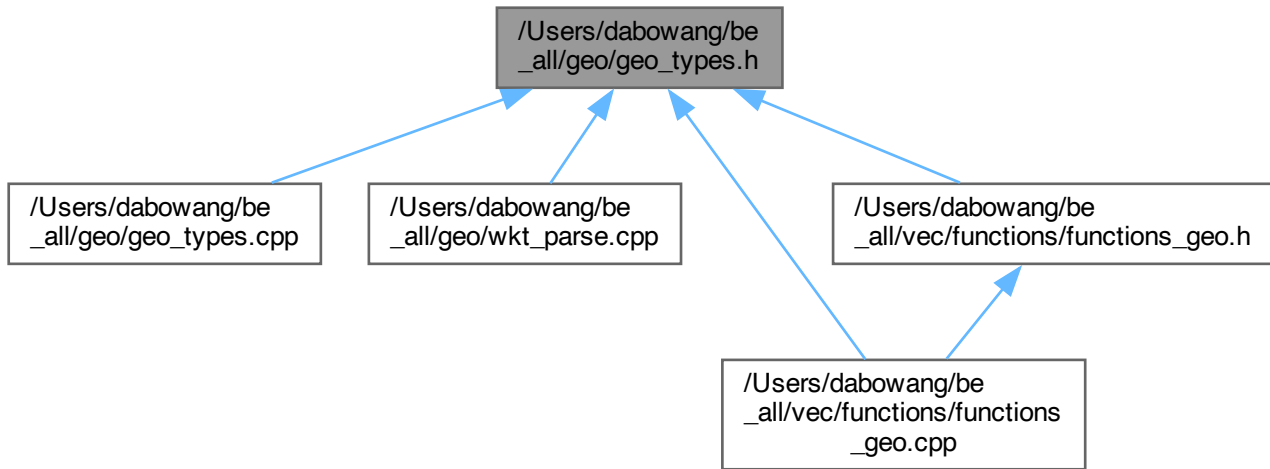 /Users/dabowang/be
_all/geo/geo_types.h
/Users/dabowang/be
_all/geo/geo_types.cpp
/Users/dabowang/be
_all/geo/wkt_parse.cpp
/Users/dabowang/be
_all/vec/functions/functions_geo.h
/Users/dabowang/be
_all/vec/functions/functions
_geo.cpp